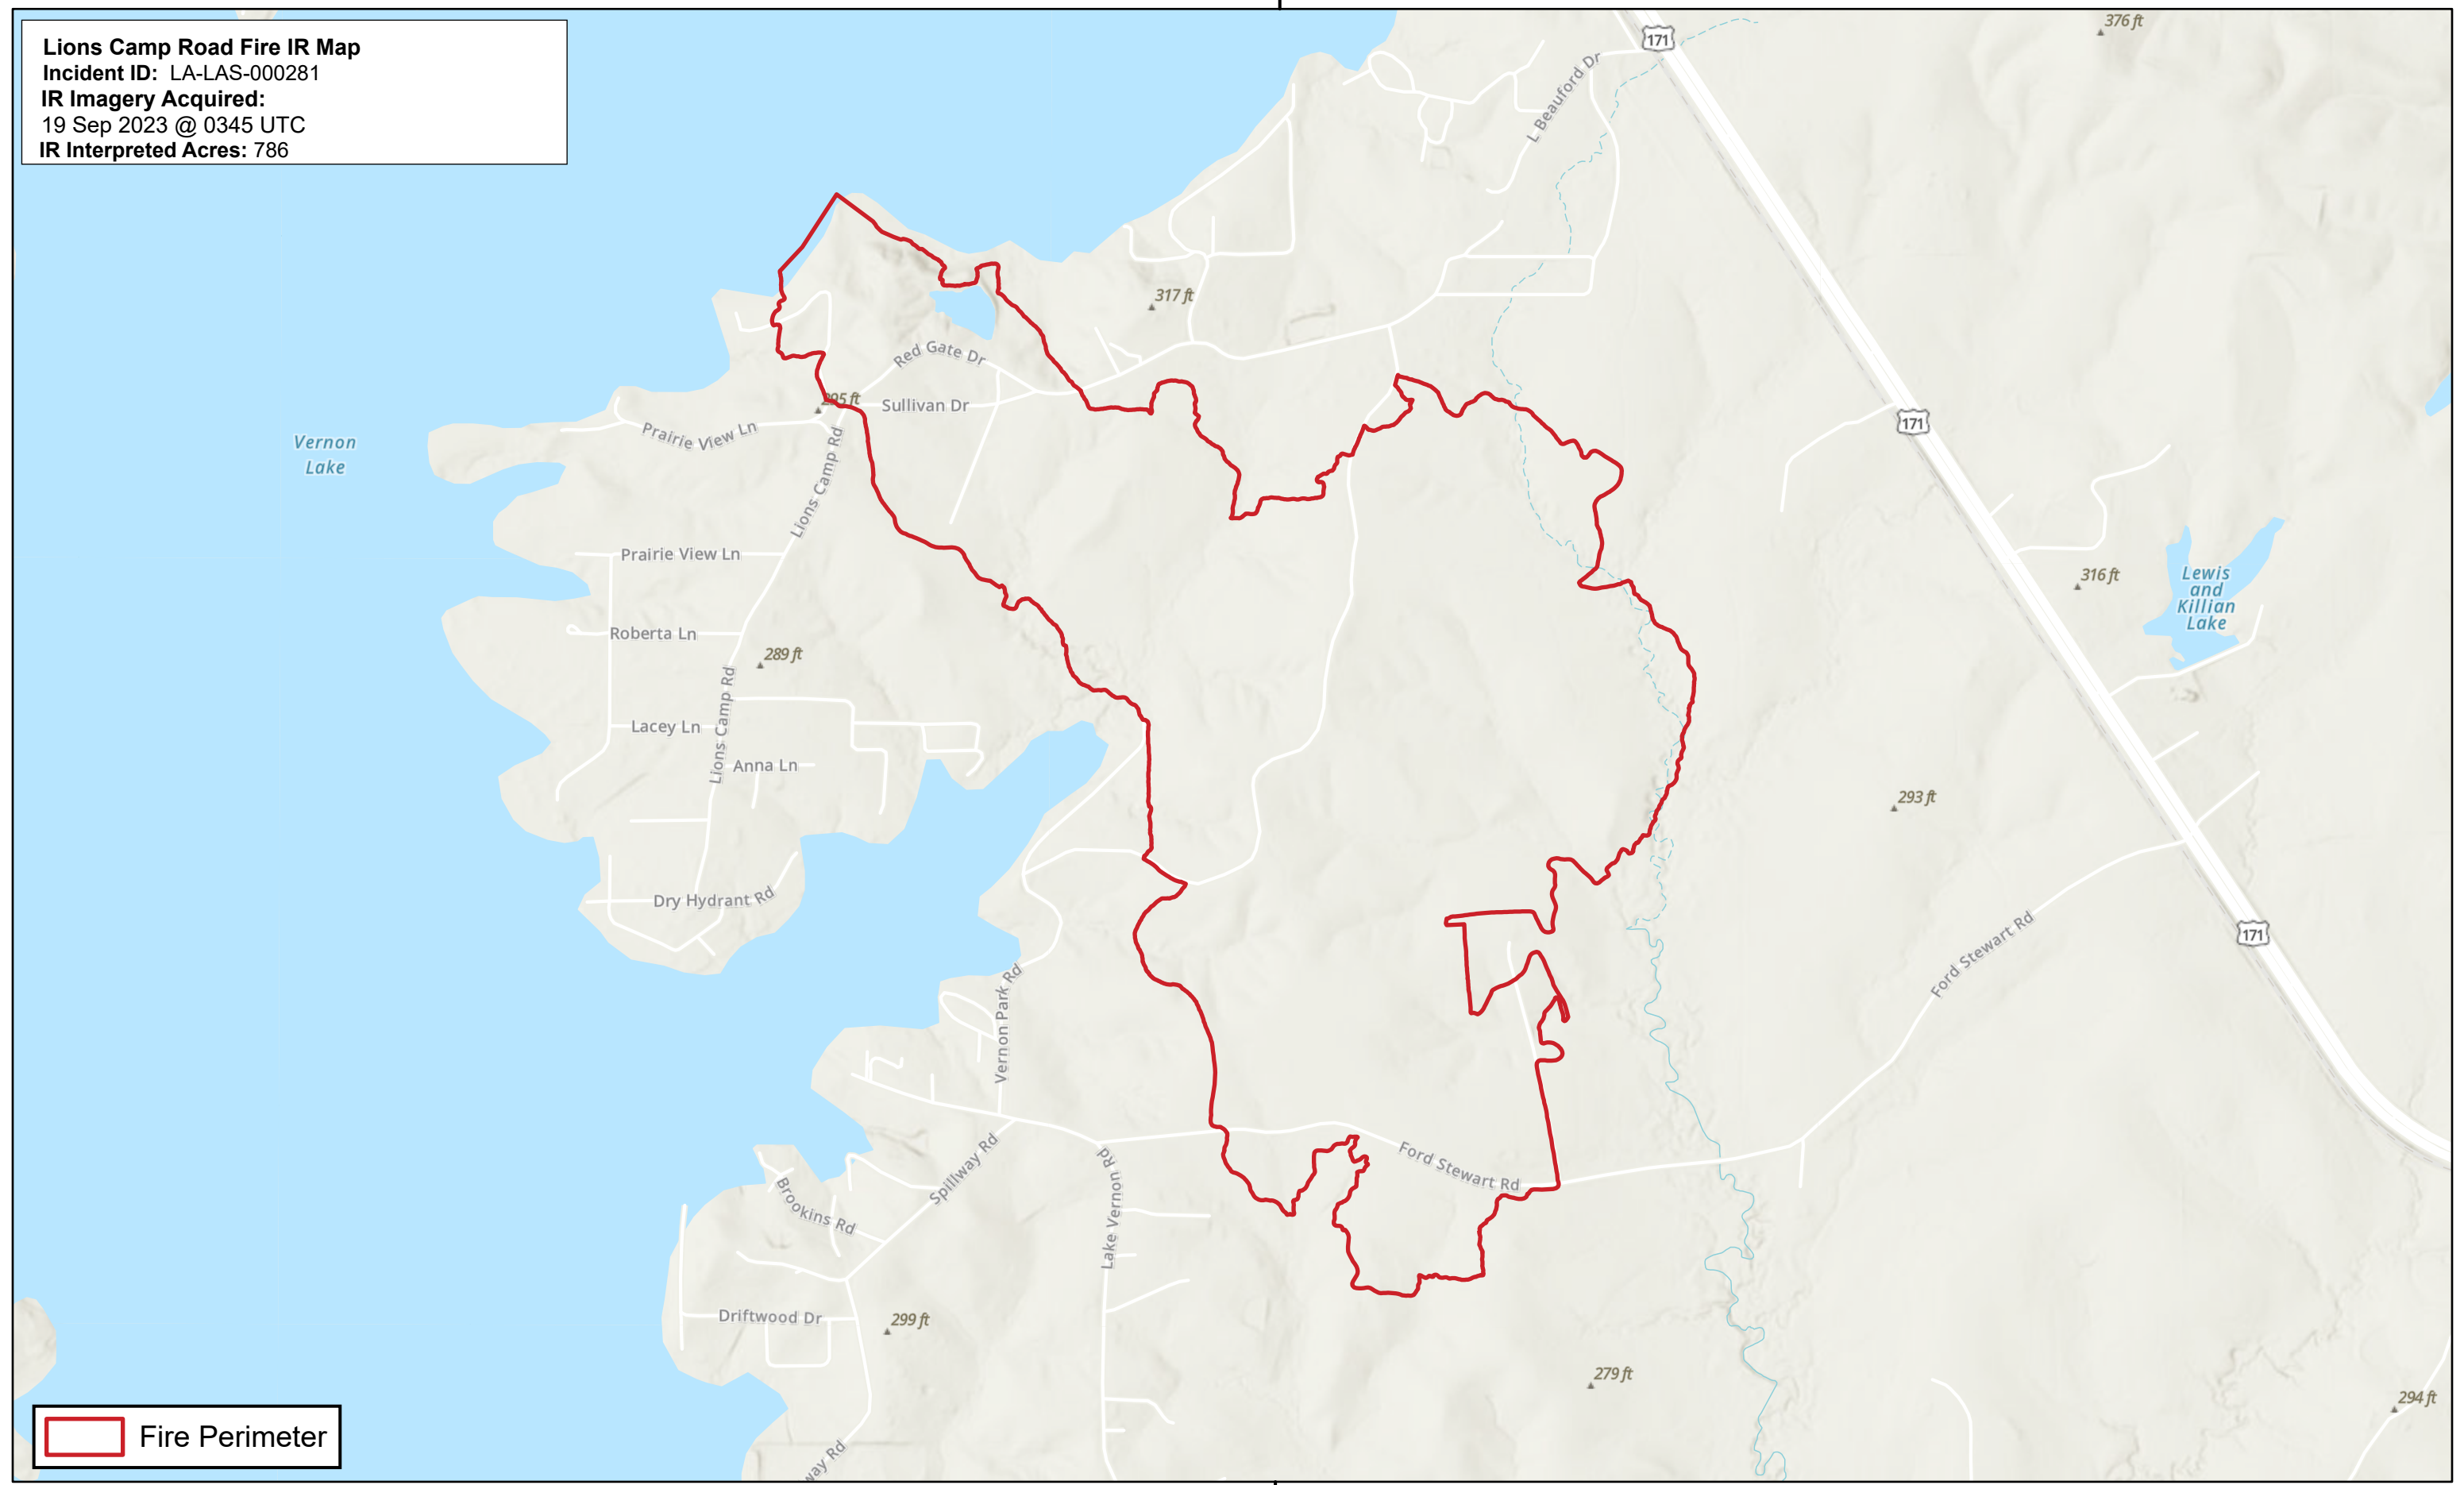 Lions Camp Road Fire IR Map
Incident ID: LA-LAS-000281
IR Imagery Acquired:
19 Sep 2023 @ 0345 UTC
IR Interpreted Acres: 786
376 ft
171
L Beauford Dr
317 ft
Red Gate Dr
295 ft
Sullivan Dr
171
Prairie View Ln
Vernon
Lake
Lions Camp Rd
Prairie View Ln
316 ft
Lewis
and
Killian
Lake
Roberta Ln
289 ft
Lions Camp Rd
Lacey Ln
Anna Ln
293 ft
Dry Hydrant Rd
Ford Stewart Rd
171
Vernon Park Rd
Ford Stewart Rd
Spillway Rd
Brookins Rd
Lake Vernon Rd
Driftwood Dr
299 ft
279 ft
294 ft
Fire Perimeter
way Rd